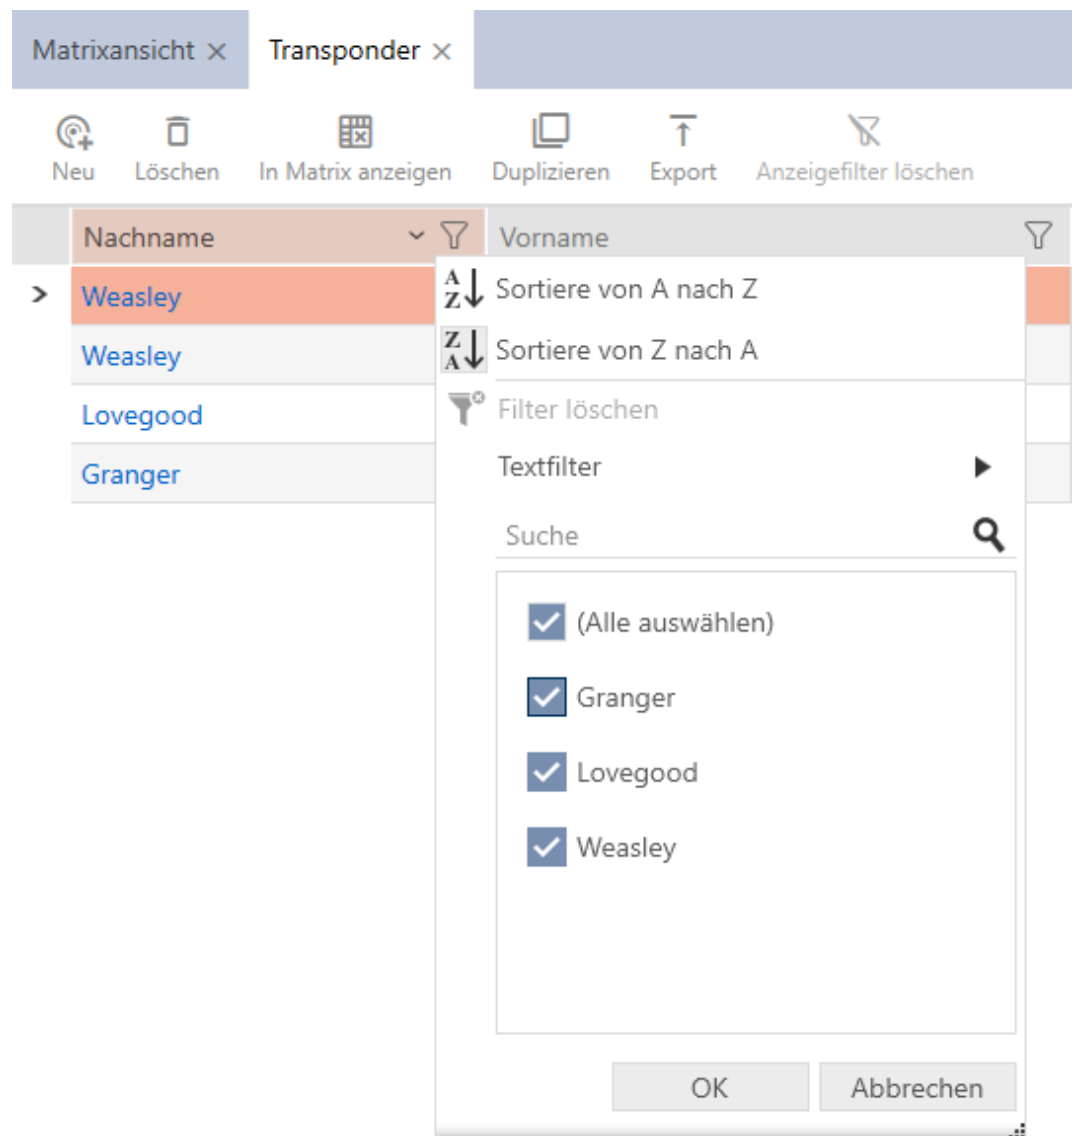 Matrixansicht Transponder
Neu Löschen In Matrix anzeigen Duplizieren Export Anzeigefilter löschen
Nachname Vorname
Weasley
Weasley
Lovegood
Granger
A Z Sortiere von A nach Z
Z A Sortiere von Z nach A
Filter löschen
Textfilter
Suche
(Alle auswählen)
Granger
Lovegood
Weasley
OK Abbrechen